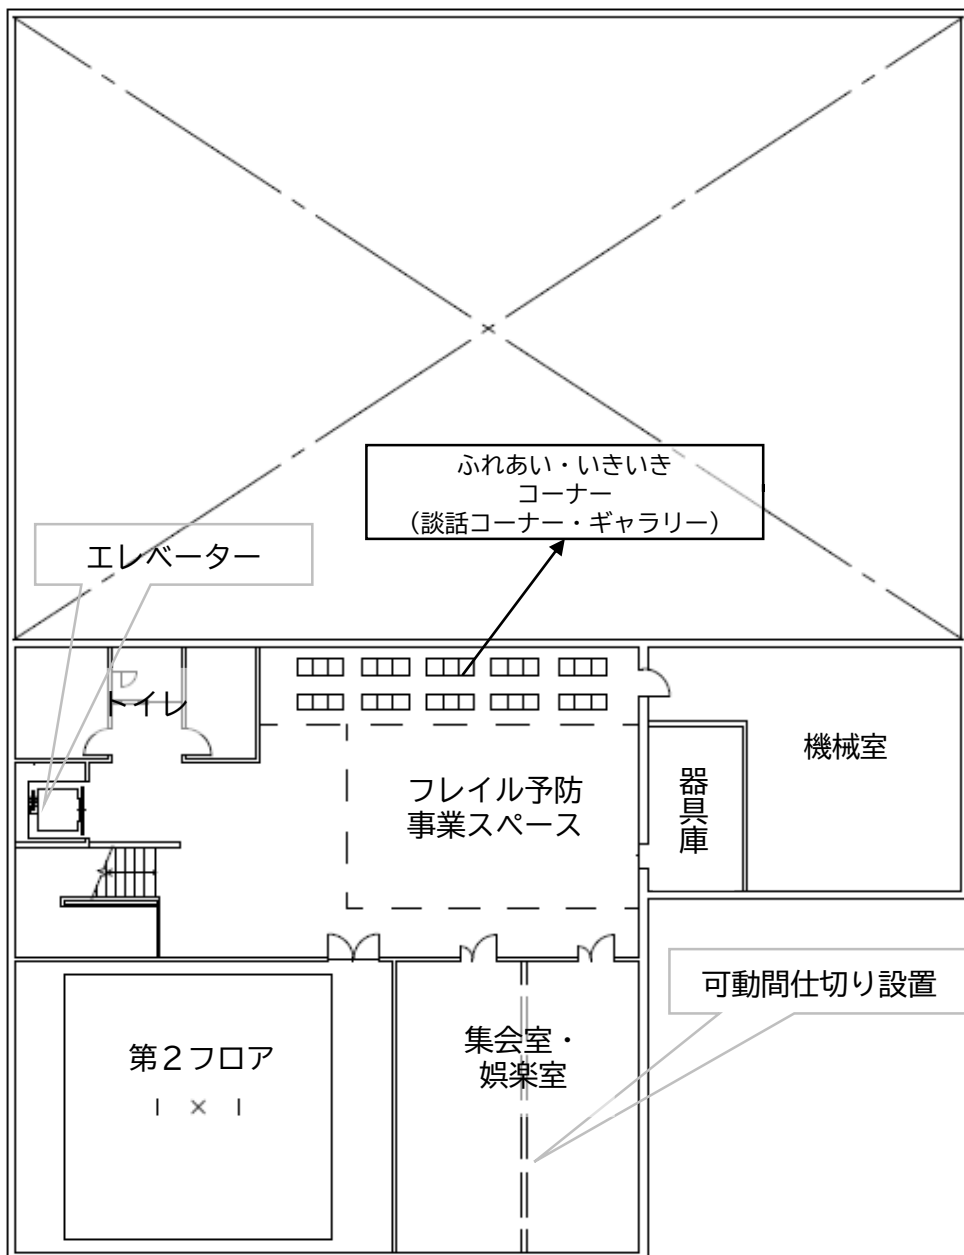 ふれあい・いきいき
コーナー
（談話コーナー・ギャラリー）
エレベーター
トイレ
機械室
フレイル予防
事業スペース
器具庫
可動間仕切り設置
第２フロア
集会室・
娯楽室